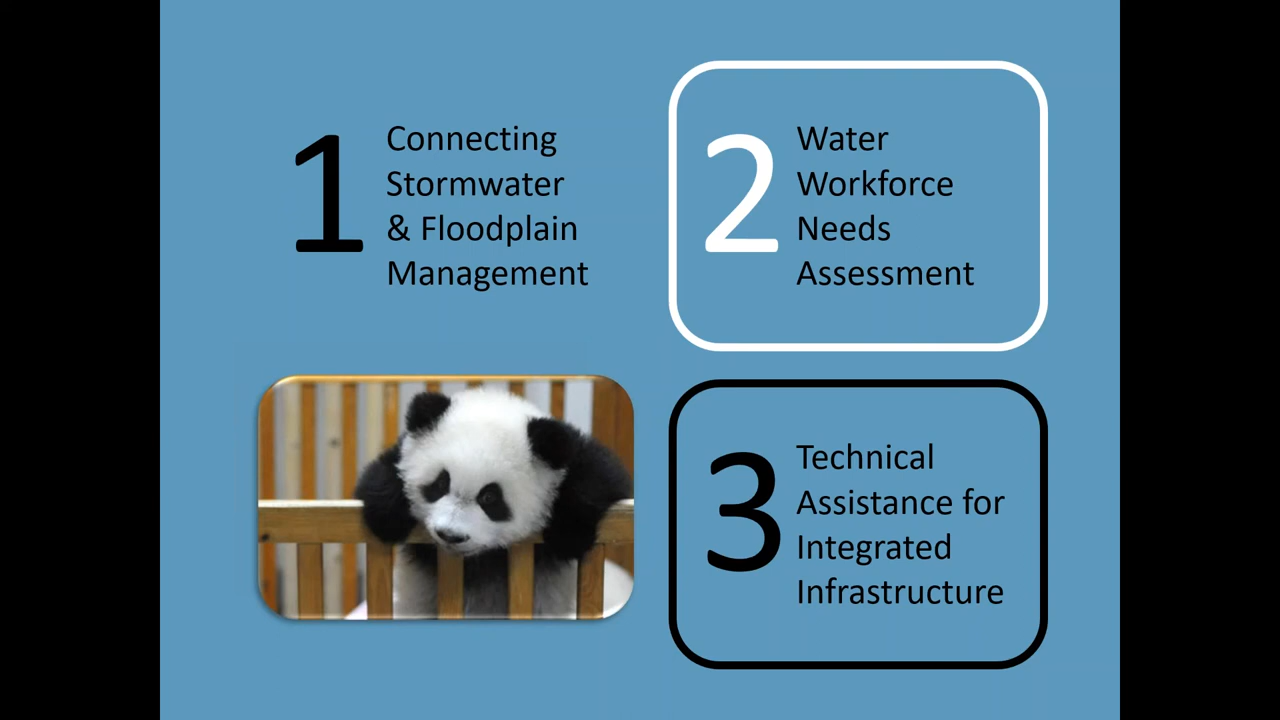 1
Connecting
Stormwater
& Floodplain
Management
2
Water
Workforce
Needs
Assessment
3
Technical
Assistance for
Integrated
Infrastructure